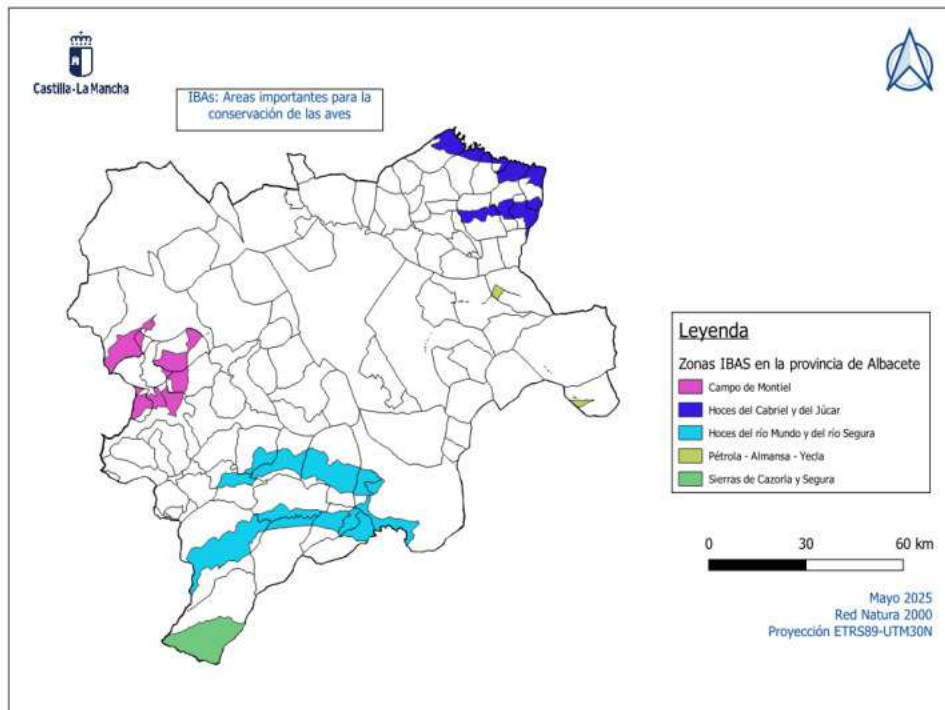 Castilla-La Mancha
IBAs: Areas importantes para la
conservación de las aves
Leyenda
Zonas IBAS en la provincia de Albacete
Campo de Montiel
Hoces del Cabriel y del Júcar
Hoces del río Mundo y del río Segura
Pétrola - Almansa - Yecla
Sierras de Cazorla y Segura
0 30 60 km
Mayo 2025
Red Natura 2000
Proyección ETRS89-UTM30N